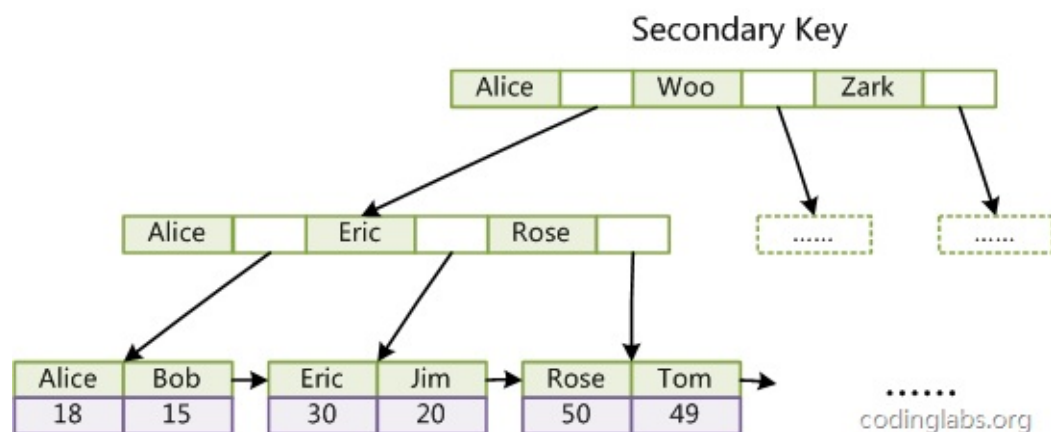 Secondary Key
Alice Woo Zark
Alice Eric Rose
...... ......
Alice Bob Eric Jim Rose Tom
18 15 30 20 50 49
......
codinglabs.org